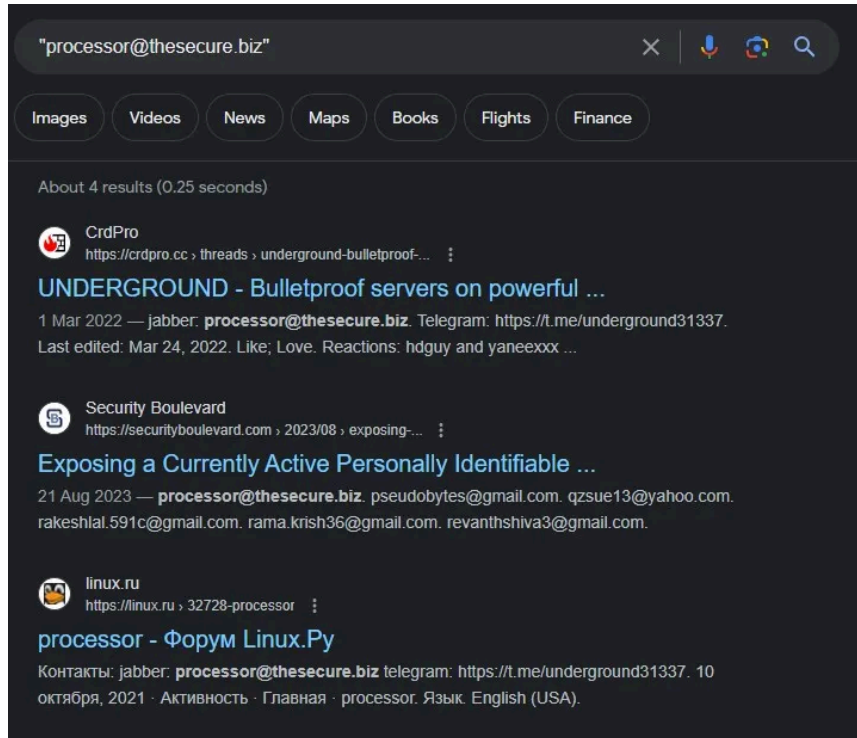 "processor@thesecure.biz"
Images Videos News Maps Books Flights Finance
About 4 results (0.25 seconds)
CrdPro
https://crdpro.cc › threads › underground-bulletproof-...
UNDERGROUND - Bulletproof servers on powerful ...
1 Mar 2022 — jabber: processor@thesecure.biz. Telegram: https://t.me/underground31337.
Last edited: Mar 24, 2022. Like; Love. Reactions: hdguy and yaneexxx ...
Security Boulevard
https://securityboulevard.com › 2023/08 › exposing-...
Exposing a Currently Active Personally Identifiable ...
21 Aug 2023 — processor@thesecure.biz. pseudobytes@gmail.com. qzsue13@yahoo.com.
rakeshlal.591c@gmail.com. rama.krish36@gmail.com. revanthshiva3@gmail.com.
linux.ru
https://linux.ru › 32728-processor
processor - Форум Linux.Ру
Контакты: jabber: processor@thesecure.biz telegram: https://t.me/underground31337. 10
октября, 2021 · Активность · Главная · processor. Язык. English (USA).